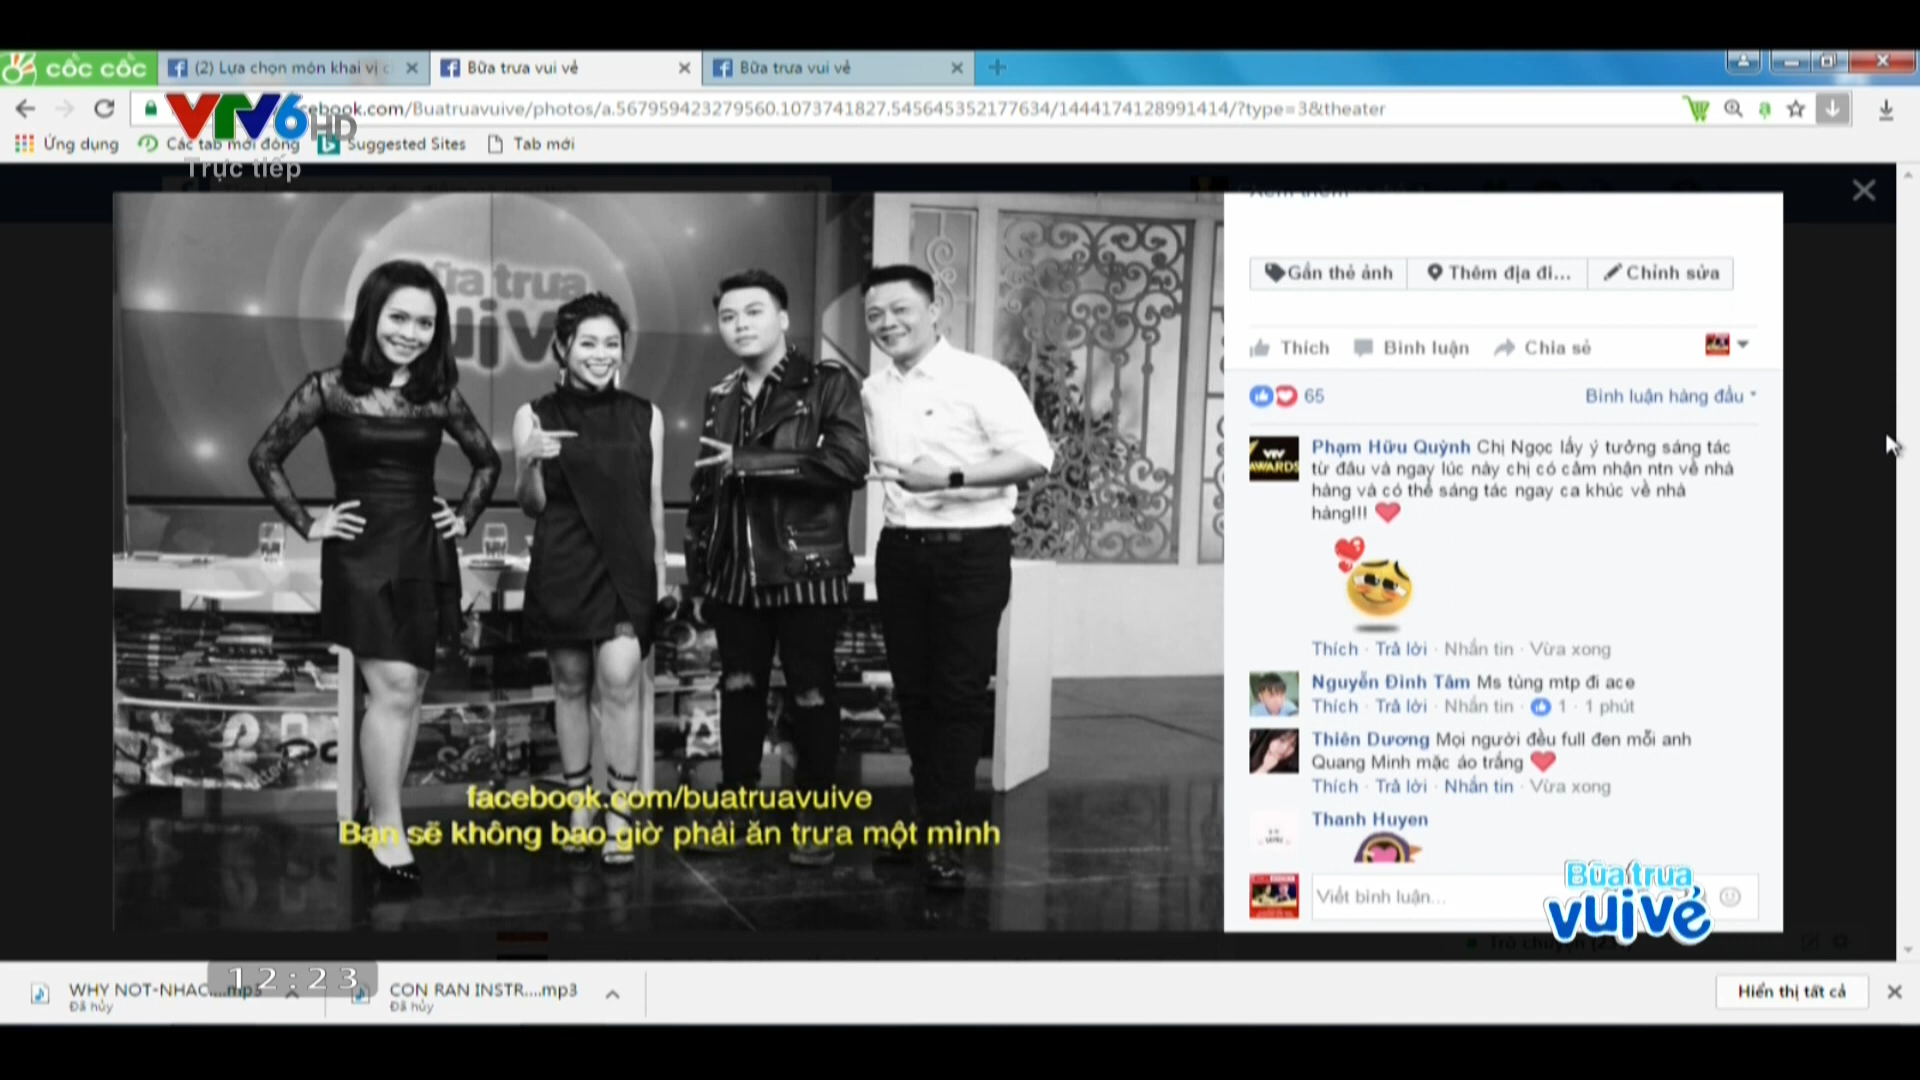 cốc cốc
(2) Lựa chọn món khai vị c
Bữa trưa vui vẻ
Bữa trưa vui vẻ
cebook.com/Buatruavuive/photos/a.567959423279560.1073741827.545645352177634/1444174128991414/?type=3&theater
VTV6 HD
Trực tiếp
Ứng dụng
Các tab mới đóng
Suggested Sites
Tab mới
Xem thêm
ữa trưa
Gắn thẻ ảnh
Thêm địa đi...
Chỉnh sửa
Thích
Bình luận
Chia sẻ
65
Bình luận hàng đầu
VTV
AWARDS
Phạm Hữu Quỳnh Chị Ngọc lấy ý tưởng sáng tác
từ đâu và ngay lúc này chị có cảm nhận ntn về nhà
hàng và có thể sáng tác ngay ca khúc về nhà
hàng!!!
Thích · Trả lời · Nhắn tin · Vừa xong
Nguyễn Đình Tâm Ms tùng mtp đi ace
Thích · Trả lời · Nhắn tin · 1 · 1 phút
Thiên Dương Mọi người đều full đen mỗi anh
Quang Minh mặc áo trắng
Thích · Trả lời · Nhắn tin · Vừa xong
Thanh Huyen
Viết bình luận...
Bữa trưa
vui vẻ
facebook.com/buatruavuive
Bạn sẽ không bao giờ phải ăn trưa một mình
12:23
WHY NOT-NHAC....mp3
Đã hủy
CON RAN INSTR....mp3
Đã hủy
Hiển thị tất cả